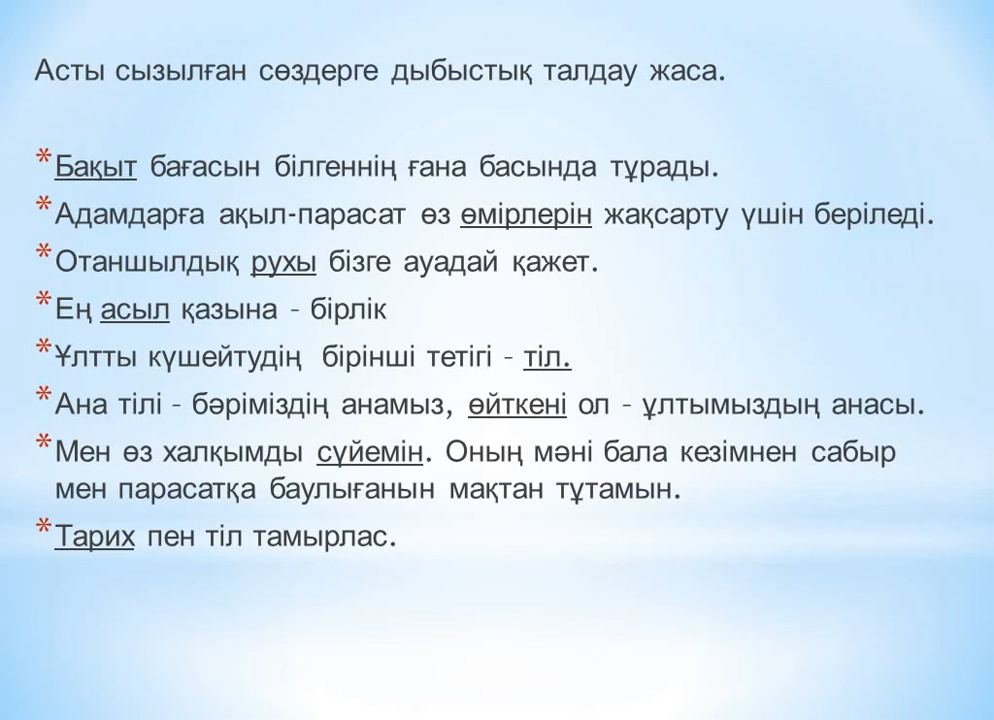 Асты сызылған сөздерге дыбыстық талдау жаса.
* Бақыт бағасын білгеннің ғана басында тұрады.
* Адамдарға ақыл-парасат өз өмірлерін жақсарту үшін беріледі.
* Отаншылдық рухы бізге ауадай қажет.
* Ең асыл қазына - бірлік
* Ұлтты күшейтудің бірінші тетігі - тіл.
* Ана тілі - бәріміздің анамыз, өйткені ол - ұлтымыздың анасы.
* Мен өз халқымды сүйемін. Оның мәні бала кезімнен сабыр
мен парасатқа баулығанын мақтан тұтамын.
* Тарих пен тіл тамырлас.